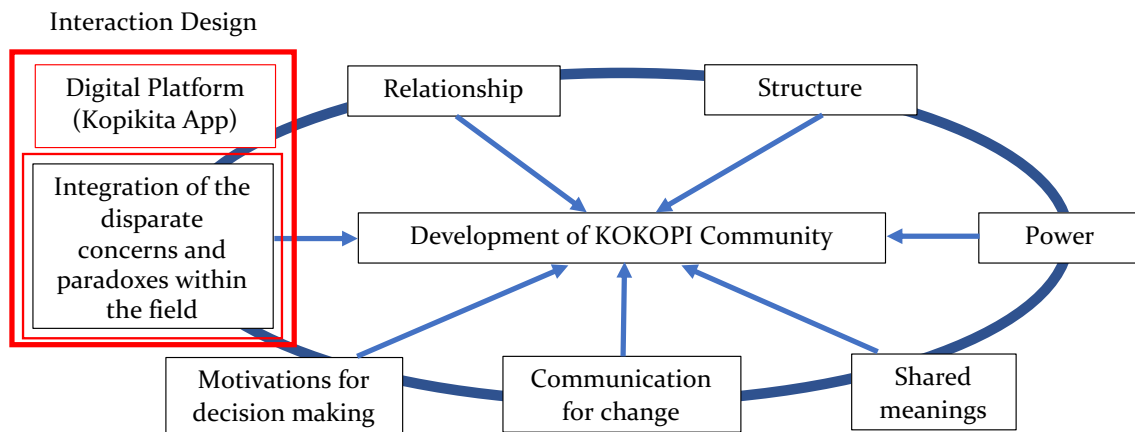 Interaction Design
Digital Platform
(Kopikita App)
Relationship
Structure
Integration of the
disparate
concerns and
paradoxes within
the field
Development of KOKOPI Community
Power
Motivations for
decision making
Communication
for change
Shared
meanings